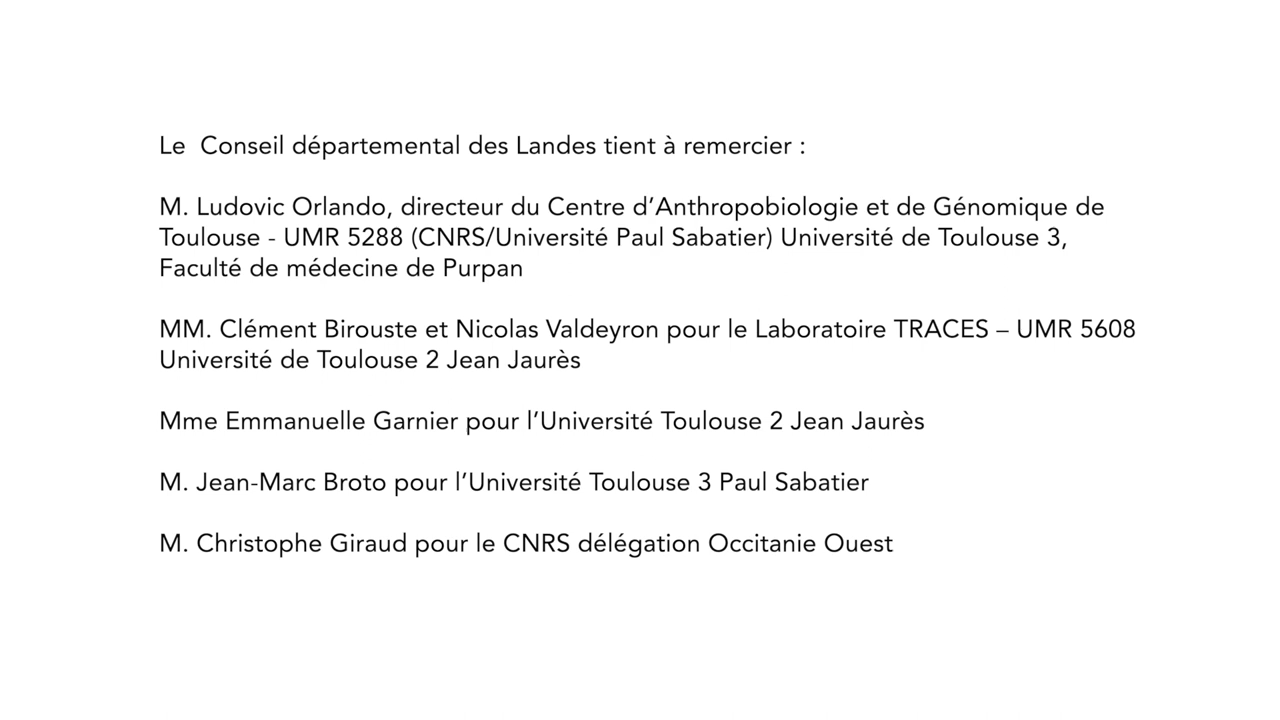 Le  Conseil départemental des Landes tient à remercier :
M. Ludovic Orlando, directeur du Centre d’Anthropobiologie et de Génomique de
Toulouse - UMR 5288 (CNRS/Université Paul Sabatier) Université de Toulouse 3,
Faculté de médecine de Purpan
MM. Clément Birouste et Nicolas Valdeyron pour le Laboratoire TRACES – UMR 5608
Université de Toulouse 2 Jean Jaurès
Mme Emmanuelle Garnier pour l’Université Toulouse 2 Jean Jaurès
M. Jean-Marc Broto pour l’Université Toulouse 3 Paul Sabatier
M. Christophe Giraud pour le CNRS délégation Occitanie Ouest